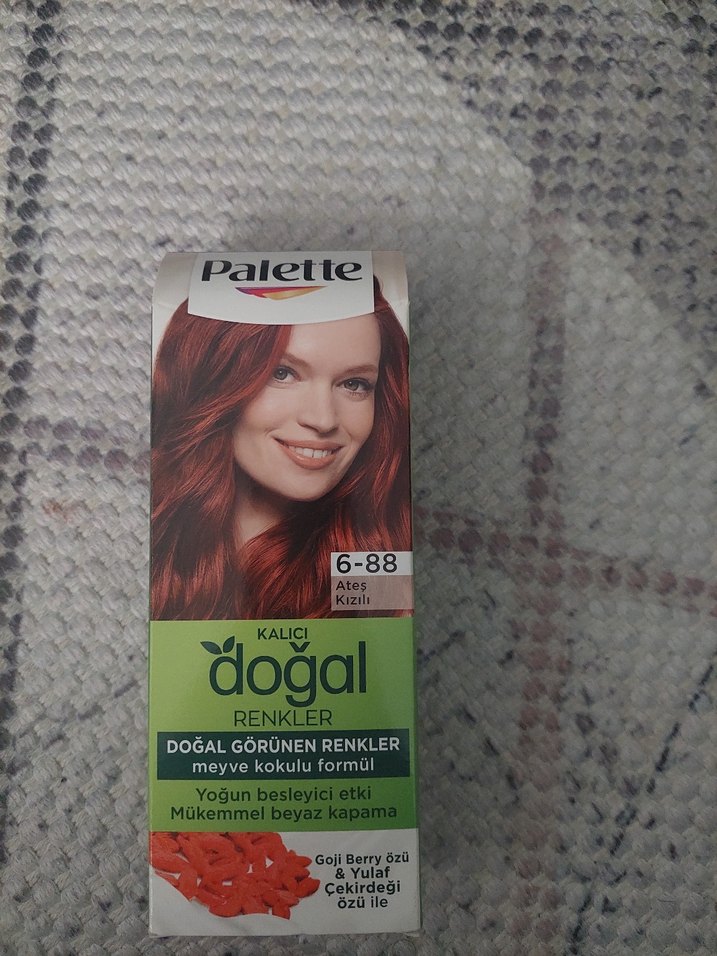 Palette
6-88
Ateş
Kızılı
KALICI
doğal
RENKLER
DOĞAL GÖRÜNEN RENKLER
meyve kokulu formül
Yoğun besleyici etki
Mükemmel beyaz kapama
Goji Berry özü
& Yulaf
Çekirdeği
özü ile